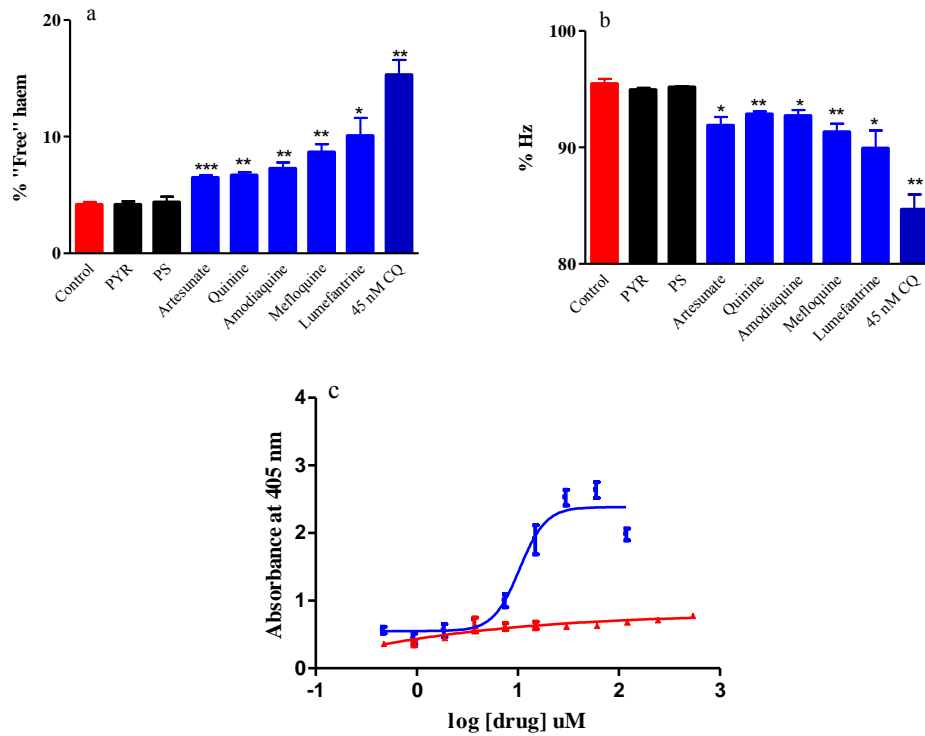 a
% "Free" haem
20
10
0
***
**
**
**
*
**
Control
PYR
PS
Artesunate
Quinine
Amodiaquine
Mefloquine
Lumefantrine
45 nM CQ
b
% Hz
100
90
80
*
**
*
**
*
**
Control
PYR
PS
Artesunate
Quinine
Amodiaquine
Mefloquine
Lumefantrine
45 nM CQ
c
Absorbance at 405 nm
4
3
2
1
0
-1
0
1
2
3
log [drug] uM